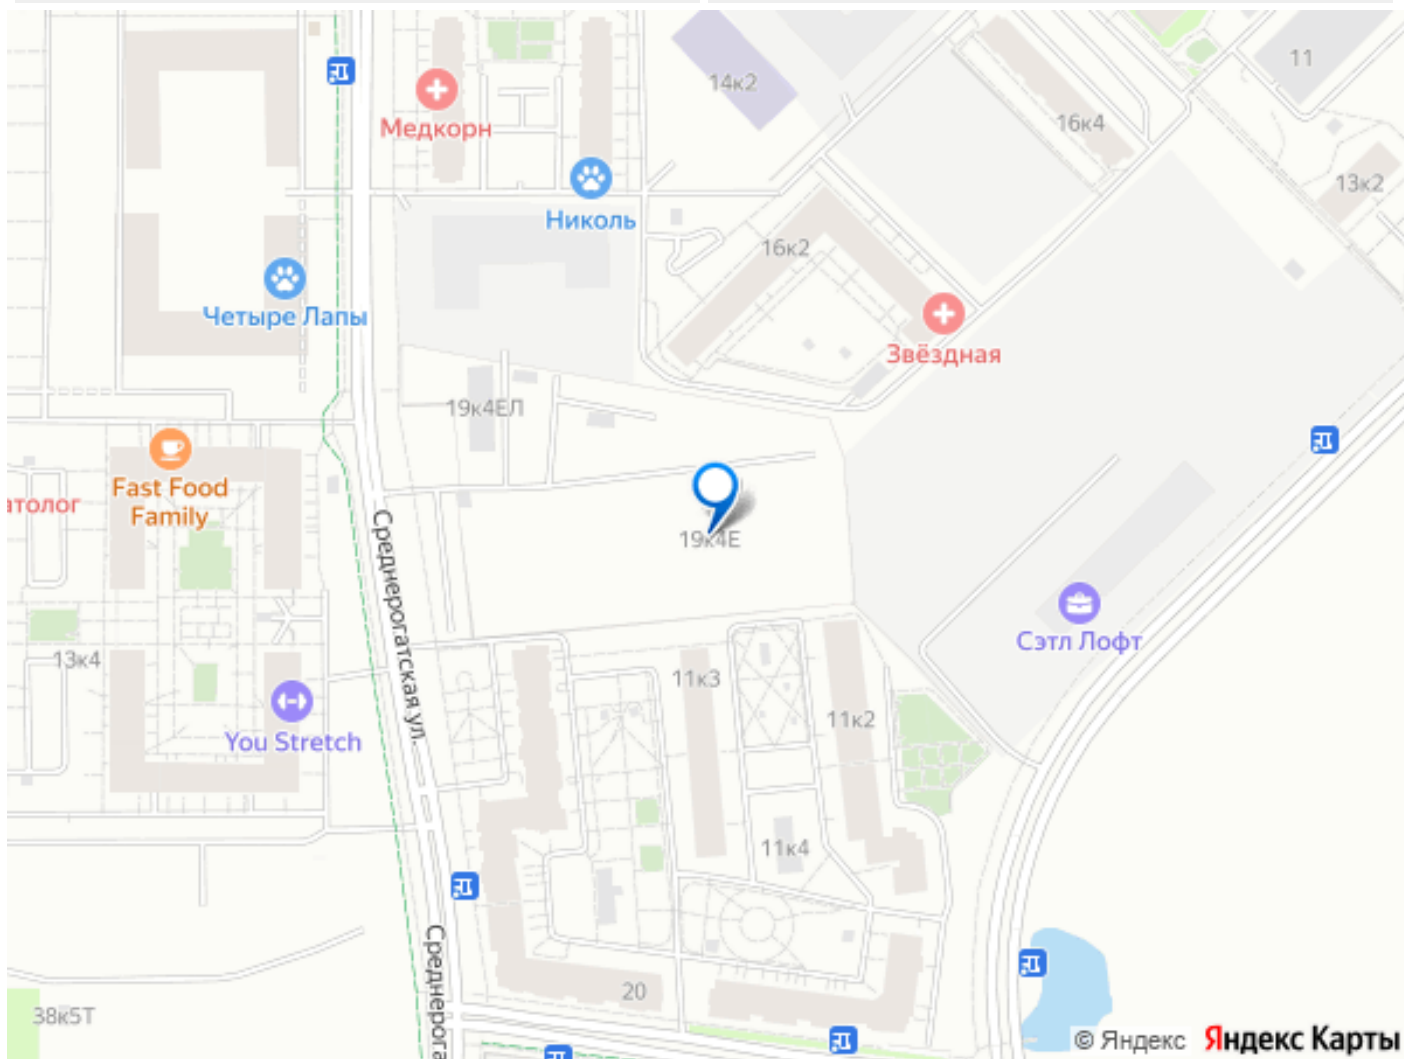 14к2
11
Медкорн
16к4
13к2
Николь
16к2
Четыре Лапы
Звёздная
19к4ЕЛ
Fast Food
Family
атолог
Среднерогатская ул.
19к4Е
Сэтл Лофт
13к4
11к3
11к2
You Stretch
11к4
Среднерога
20
38к5Т
© Яндекс Яндекс Карты